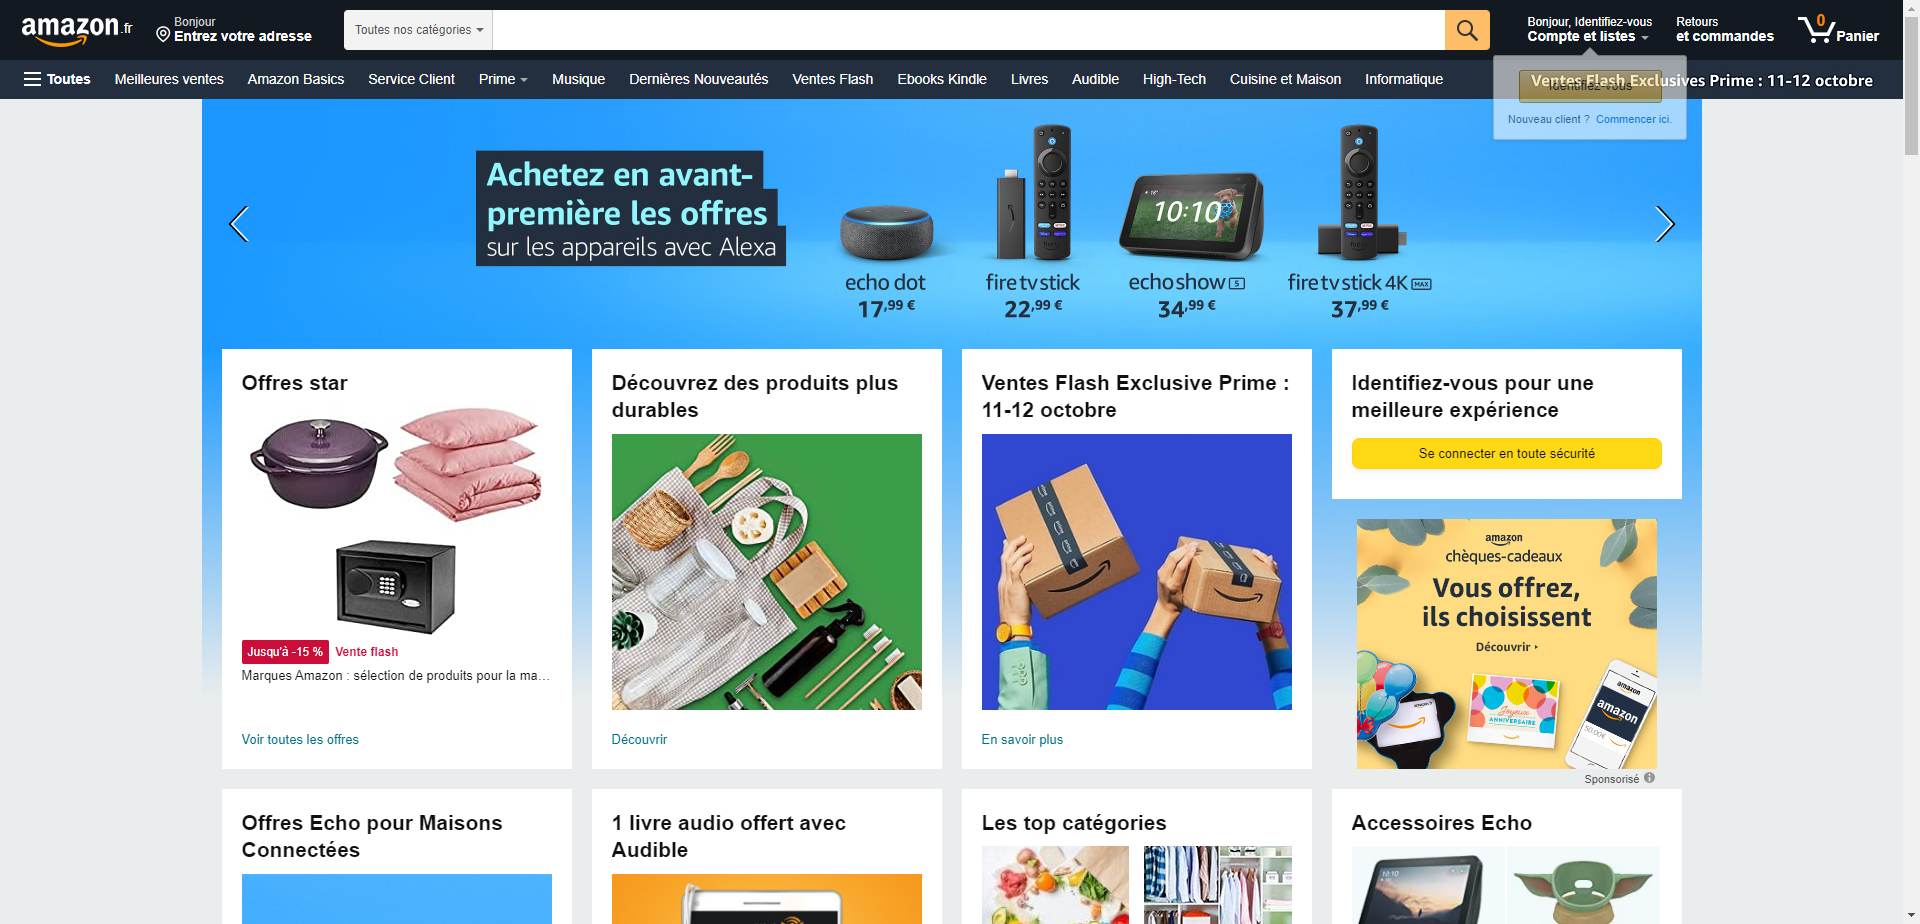 amazon.fr
Bonjour
Entrez votre adresse
Toutes nos catégories
Bonjour, Identifiez-vous
Compte et listes
Retours
et commandes
0
Panier
Toutes
Meilleures ventes
Amazon Basics
Service Client
Prime
Musique
Dernières Nouveautés
Ventes Flash
Ebooks Kindle
Livres
Audible
High-Tech
Cuisine et Maison
Informatique
Ventes Flash Exclusives Prime : 11-12 octobre
Identifiez-vous
Nouveau client ? Commencer ici.
Achetez en avant-
première les offres
sur les appareils avec Alexa
10:10
echo dot
17,99 €
fire tv stick
22,99 €
echo show 5
34,99 €
fire tv stick 4K MAX
37,99 €
Offres star
Jusqu'à -15 % Vente flash
Marques Amazon : sélection de produits pour la ma…
Voir toutes les offres
Découvrez des produits plus
durables
Découvrir
Ventes Flash Exclusive Prime :
11-12 octobre
En savoir plus
Identifiez-vous pour une
meilleure expérience
Se connecter en toute sécurité
amazon
chèques-cadeaux
Vous offrez,
ils choisissent
Découvrir
Joyeux
ANNIVERSAIRE
amazon
amazon
50,00€
Sponsorisé
Offres Echo pour Maisons
Connectées
1 livre audio offert avec
Audible
Les top catégories
Accessoires Echo
10:10